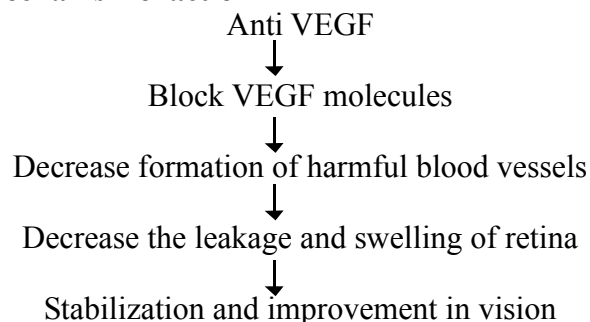 Anti VEGF
Block VEGF molecules
Decrease formation of harmful blood vessels
Decrease the leakage and swelling of retina
Stabilization and improvement in vision